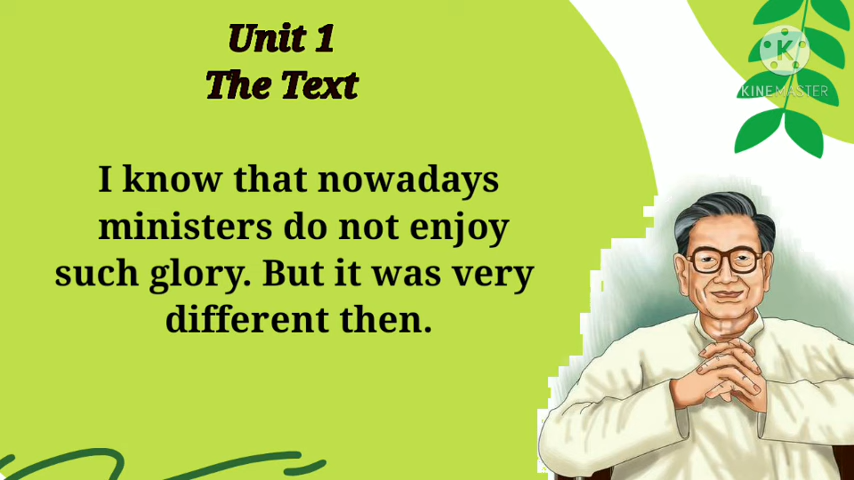 Unit 1
The Text
K
KINEMASTER
I know that nowadays
ministers do not enjoy
such glory. But it was very
different then.